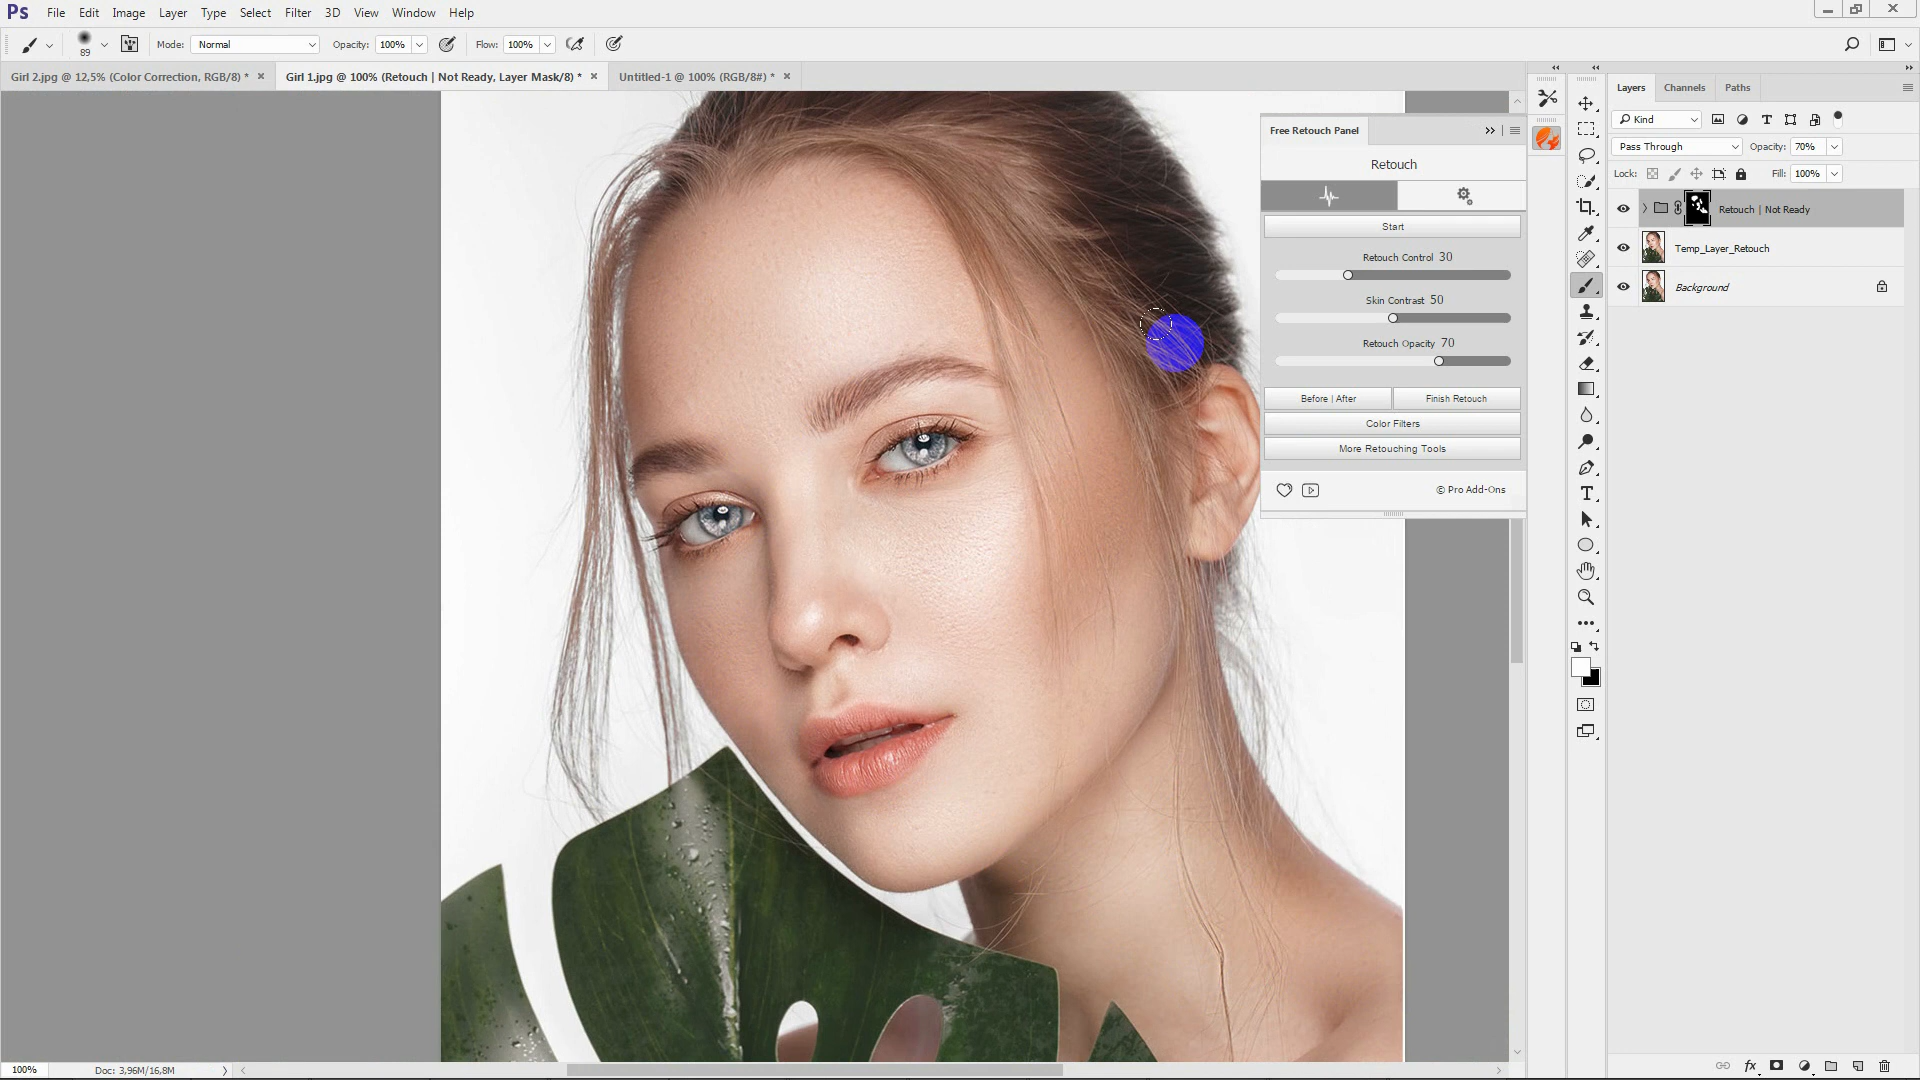 Ps File Edit Image Layer Type Select Filter 3D View Window Help
89 Mode: Normal Opacity: 100% Flow: 100%
Girl 2.jpg @ 12,5% (Color Correction, RGB/8) * Girl 1.jpg @ 100% (Retouch | Not Ready, Layer Mask/8) * Untitled-1 @ 100% (RGB/8#) *
Free Retouch Panel
Retouch
Start
Retouch Control 30
Skin Contrast 50
Retouch Opacity 70
Before | After Finish Retouch
Color Filters
More Retouching Tools
© Pro Add-Ons
Layers Channels Paths
Kind
Pass Through Opacity: 70%
Lock: Fill: 100%
Retouch | Not Ready
Temp_Layer_Retouch
Background
100% Doc: 3,96M/16,8M